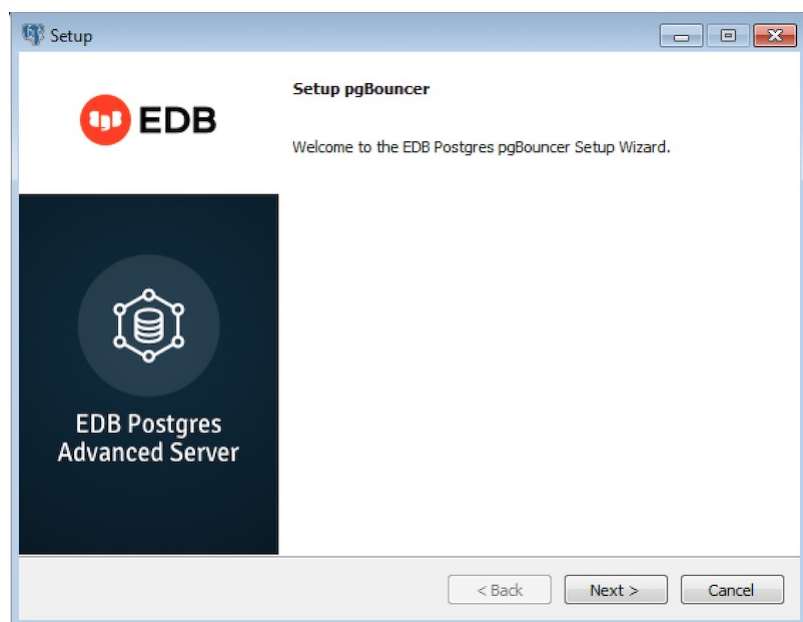 Setup
EDB
Setup pgBouncer
Welcome to the EDB Postgres pgBouncer Setup Wizard.
EDB Postgres
Advanced Server
< Back
Next >
Cancel